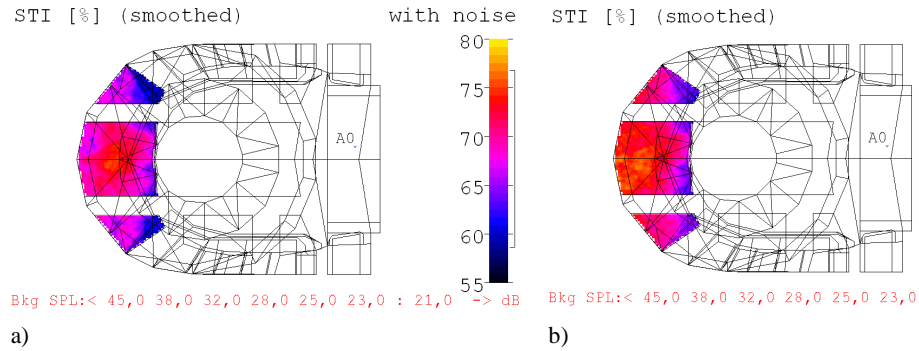 STI [%] (smoothed) with noise
80
75
70
65
60
55
A0
Bkg SPL:< 45,0 38,0 32,0 28,0 25,0 23,0 : 21,0 -> dB
a)
STI [%] (smoothed)
A0
Bkg SPL:< 45,0 38,0 32,0 28,0 25,0 23,0
b)